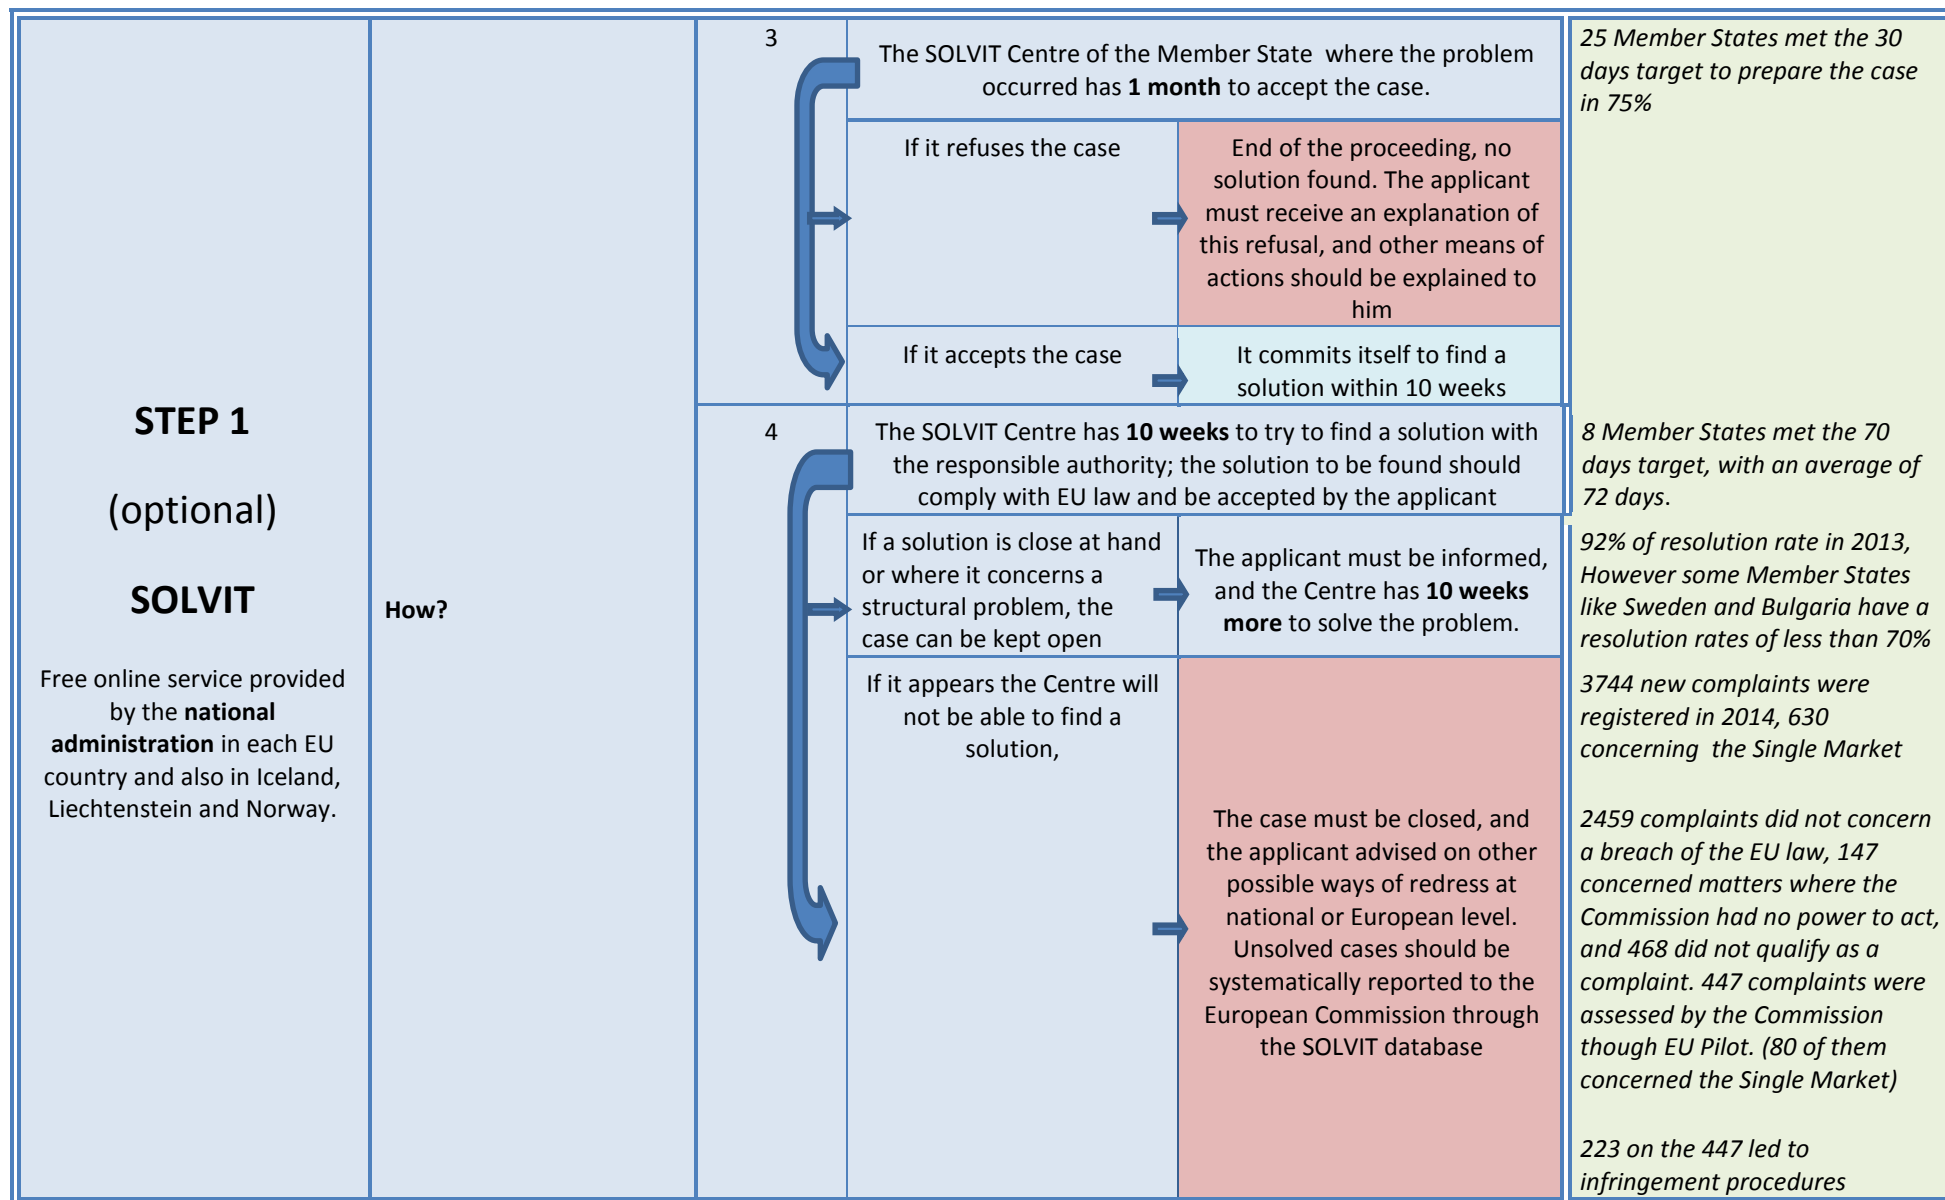 STEP 1
(optional)
SOLVIT
Free online service provided
by the national
administration in each EU
country and also in Iceland,
Liechtenstein and Norway.
How?
3
The SOLVIT Centre of the Member State  where the problem
occurred has 1 month to accept the case.
If it refuses the case
End of the proceeding, no
solution found. The applicant
must receive an explanation of
this refusal, and other means of
actions should be explained to
him
If it accepts the case
It commits itself to find a
solution within 10 weeks
25 Member States met the 30
days target to prepare the case
in 75%
4
The SOLVIT Centre has 10 weeks to try to find a solution with
the responsible authority; the solution to be found should
comply with EU law and be accepted by the applicant
8 Member States met the 70
days target, with an average of
72 days.
If a solution is close at hand
or where it concerns a
structural problem, the
case can be kept open
The applicant must be informed,
and the Centre has 10 weeks
more to solve the problem.
92% of resolution rate in 2013,
However some Member States
like Sweden and Bulgaria have a
resolution rates of less than 70%
If it appears the Centre will
not be able to find a
solution,
The case must be closed, and
the applicant advised on other
possible ways of redress at
national or European level.
Unsolved cases should be
systematically reported to the
European Commission through
the SOLVIT database
3744 new complaints were
registered in 2014, 630
concerning  the Single Market
2459 complaints did not concern
a breach of the EU law, 147
concerned matters where the
Commission had no power to act,
and 468 did not qualify as a
complaint. 447 complaints were
assessed by the Commission
though EU Pilot. (80 of them
concerned the Single Market)
223 on the 447 led to
infringement procedures